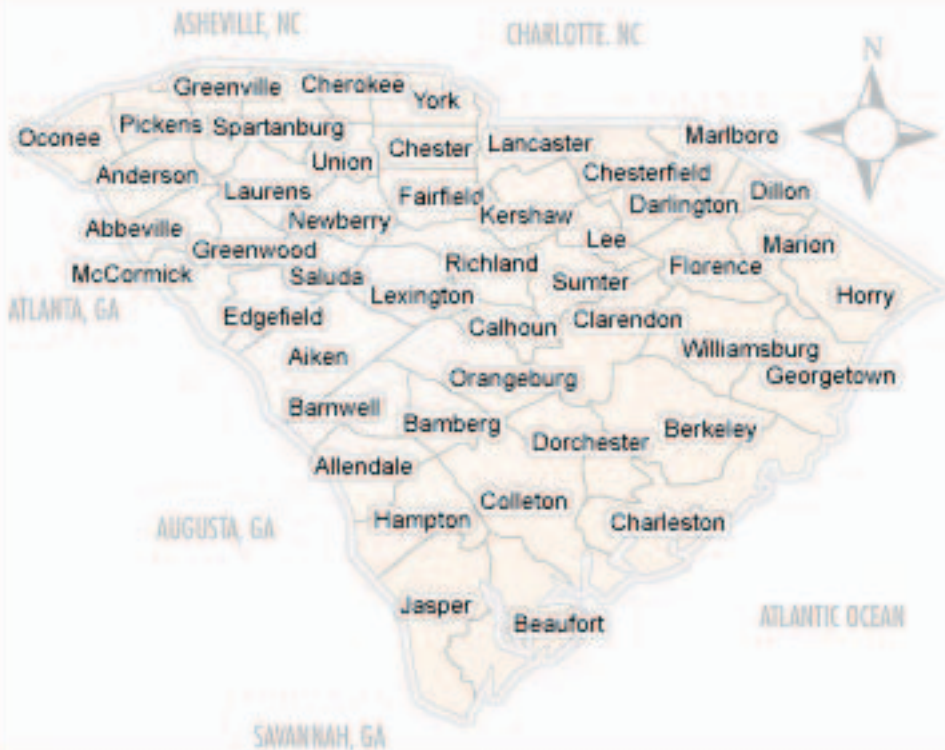 ASHEVILLE, NC
CHARLOTTE. NC
N
Greenville
Cherokee
York
Oconee
Pickens
Spartanburg
Union
Chester
Lancaster
Marlboro
Anderson
Laurens
Fairfield
Chesterfield
Dillon
Darlington
Abbeville
Newberry
Kershaw
Greenwood
Lee
Marion
McCormick
Saluda
Richland
Florence
Lexington
Sumter
Horry
ATLANTA, GA
Edgefield
Calhoun
Clarendon
Aiken
Williamsburg
Orangeburg
Georgetown
Barnwell
Bamberg
Dorchester
Berkeley
Allendale
Colleton
Hampton
Charleston
AUGUSTA, GA
Jasper
Beaufort
ATLANTIC OCEAN
SAVANNAH, GA